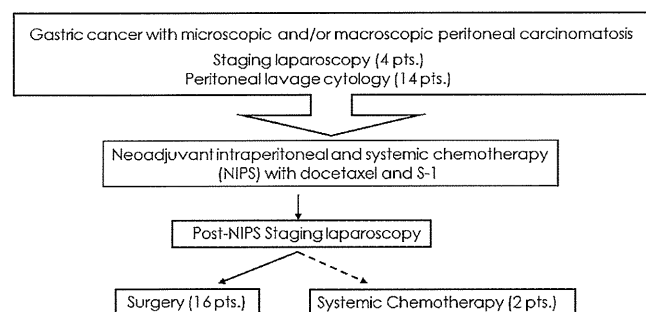 Gastric cancer with microscopic and/or macroscopic peritoneal carcinomatosis
Staging laparoscopy (4 pts.)
Peritoneal lavage cytology (14 pts.)
Neoadjuvant intraperitoneal and systemic chemotherapy
(NIPS) with docetaxel and S-1
Post-NIPS Staging laparoscopy
Surgery (16 pts.)
Systemic Chemotherapy (2 pts.)